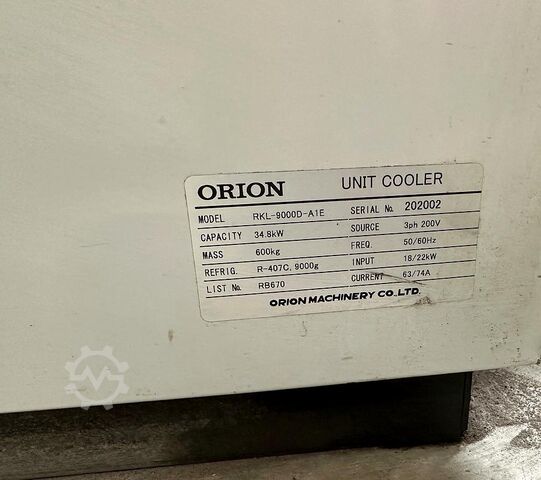 ORION UNIT COOLER
MODEL RKL-9000D-A1E SERIAL No. 202002
CAPACITY 34.8kW SOURCE 3ph 200V
MASS 600kg FREQ. 50/60Hz
REFRIG. R-407C, 9000g INPUT 18/22kW
LIST No. RB670 CURRENT 63/74A
ORION MACHINERY CO.,LTD.